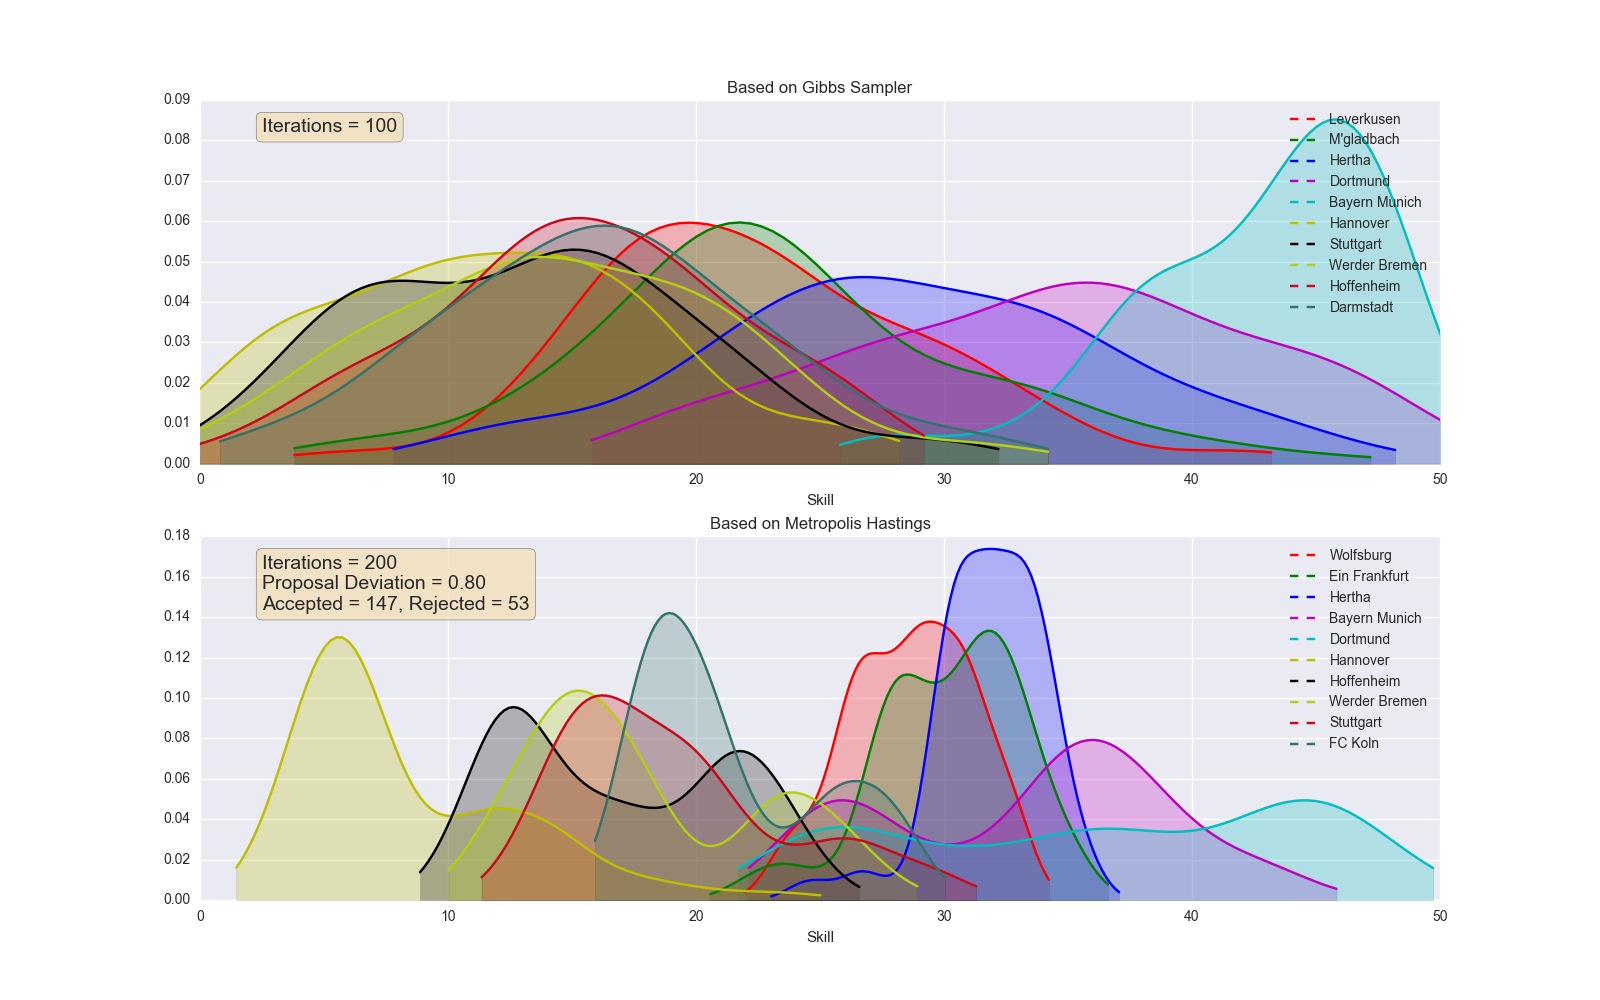 Based on Gibbs Sampler
0.09
0.08
0.07
0.06
0.05
0.04
0.03
0.02
0.01
0.00
Iterations = 100
Leverkusen
M'gladbach
Hertha
Dortmund
Bayern Munich
Hannover
Stuttgart
Werder Bremen
Hoffenheim
Darmstadt
0 10 20 30 40 50
Skill
Based on Metropolis Hastings
0.18
0.16
0.14
0.12
0.10
0.08
0.06
0.04
0.02
0.00
Iterations = 200
Proposal Deviation = 0.80
Accepted = 147, Rejected = 53
Wolfsburg
Ein Frankfurt
Hertha
Bayern Munich
Dortmund
Hannover
Hoffenheim
Werder Bremen
Stuttgart
FC Koln
0 10 20 30 40 50
Skill